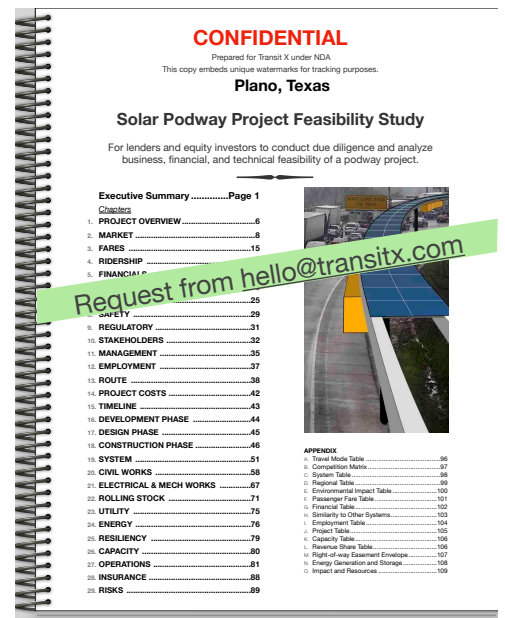 CONFIDENTIAL
Prepared for Transit X under NDA
This copy embeds unique watermarks for tracking purposes.
Plano, Texas
Solar Podway Project Feasibility Study
For lenders and equity investors to conduct due diligence and analyze
business, financial, and technical feasibility of a podway project.
Executive Summary..............Page 1
Chapters
1. PROJECT OVERVIEW...................................6
2. MARKET...................................8
3. FARES...................................15
4. RIDERSHIP
5. FINANCIALS
Request from hello@transitx.com
25
8. SAFETY...................................29
9. REGULATORY...................................31
10. STAKEHOLDERS...................................32
11. MANAGEMENT...................................35
12. EMPLOYMENT...................................37
13. ROUTE...................................38
14. PROJECT COSTS...................................42
15. TIMELINE...................................43
16. DEVELOPMENT PHASE...................................44
17. DESIGN PHASE...................................45
18. CONSTRUCTION PHASE...................................46
19. SYSTEM...................................51
20. CIVIL WORKS...................................58
21. ELECTRICAL & MECH WORKS...........67
22. ROLLING STOCK...................................71
23. UTILITY...................................75
24. ENERGY...................................76
25. RESILIENCY...................................79
26. CAPACITY...................................80
27. OPERATIONS...................................81
28. INSURANCE...................................88
29. RISKS...................................89
APPENDIX
A. Travel Mode Table...................................96
B. Competition Matrix...................................97
C. System Table...................................98
D. Regional Table...................................99
E. Environmental Impact Table...................100
F. Passenger Fare Table...................101
G. Financial Table...................102
H. Similarity to Other Systems...................103
I. Employment Table...................104
J. Project Table...................105
K. Capacity Table...................106
L. Revenue Share Table...................106
M. Right-of-way Easement Envelope...........107
N. Energy Generation and Storage...........108
O. Impact and Resources...................109